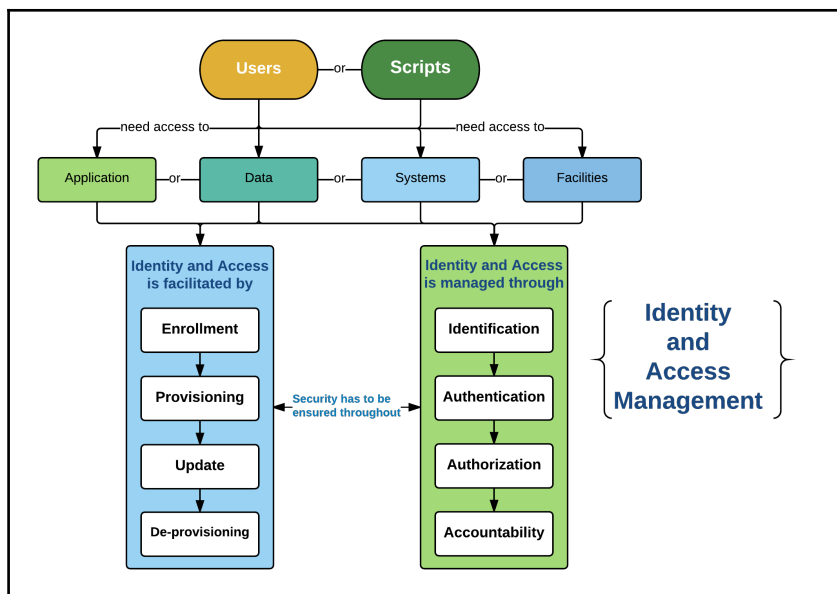 Users
or
Scripts
need access to
need access to
Application
or
Data
or
Systems
or
Facilities
Identity and Access
is facilitated by
Enrollment
Provisioning
Update
De-provisioning
Security has to be
ensured throughout
Identity and Access
is managed through
Identification
Authentication
Authorization
Accountability
Identity
and
Access
Management